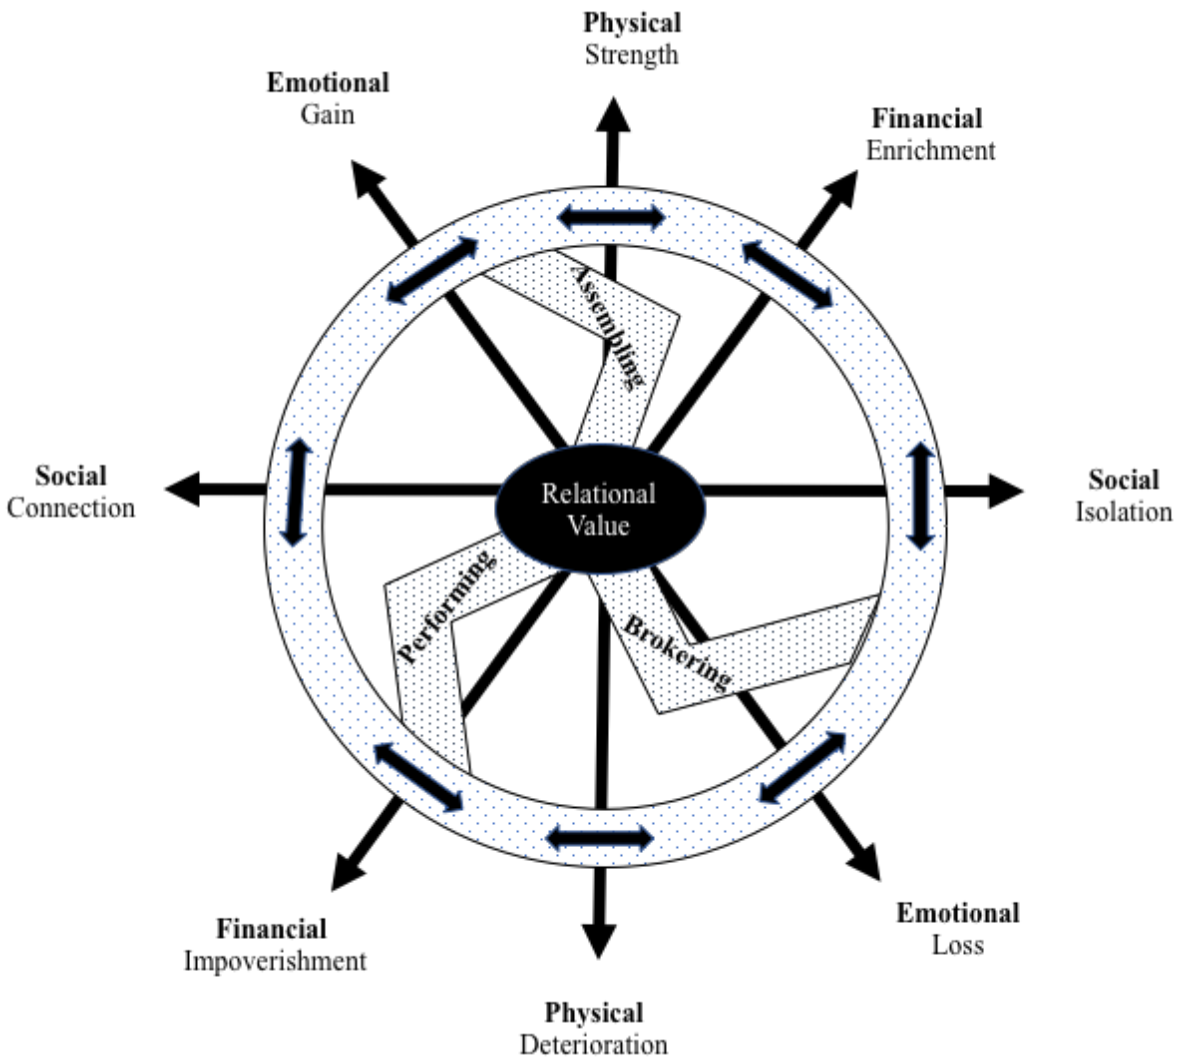 Physical
Strength
Emotional
Gain
Financial
Enrichment
Assembling
Social
Connection
Relational
Value
Social
Isolation
Performing
Brokering
Financial
Impoverishment
Emotional
Loss
Physical
Deterioration